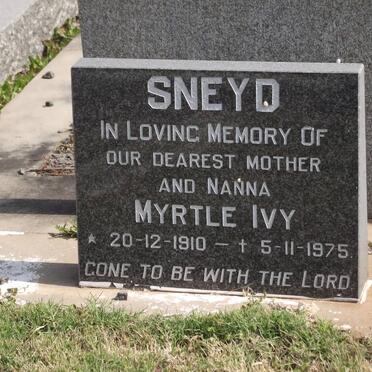 SNEYD
IN LOVING MEMORY OF
OUR DEAREST MOTHER
AND NANNA
MYRTLE IVY
* 20-12-1910 – † 5-11-1975
GONE TO BE WITH THE LORD